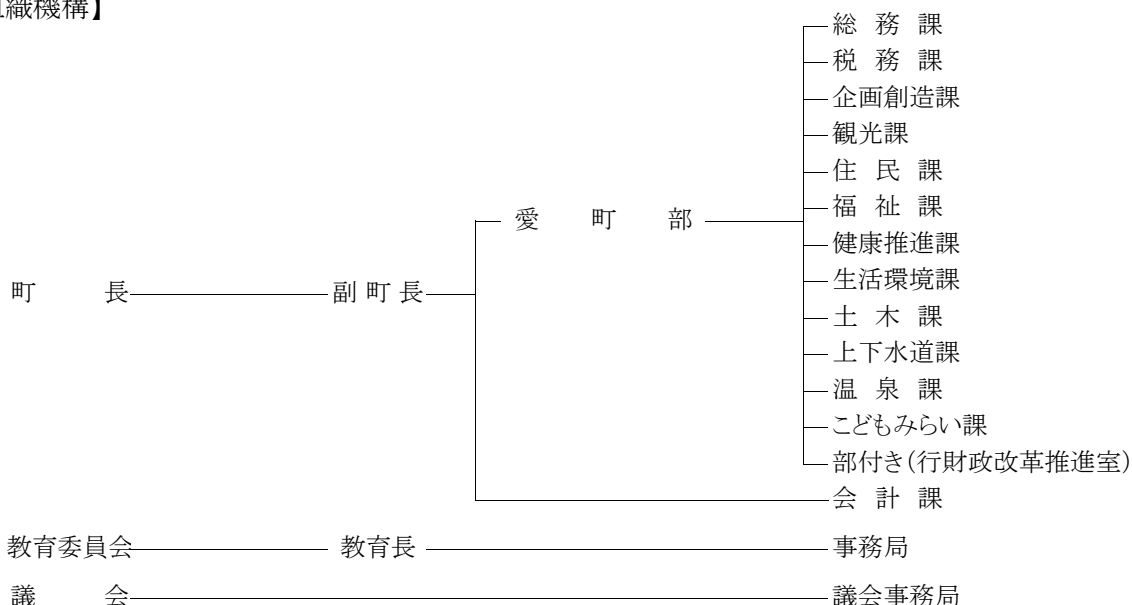 織機構】
総 務 課
税 務 課
企画創造課
観光課
住 民 課
福 祉 課
愛 町 部
健康推進課
生活環境課
町 長 副 町 長
土 木 課
上下水道課
温 泉 課
こどもみらい課
部付き(行財政改革推進室)
会 計 課
教育委員会 教育長 事務局
議 会 議会事務局